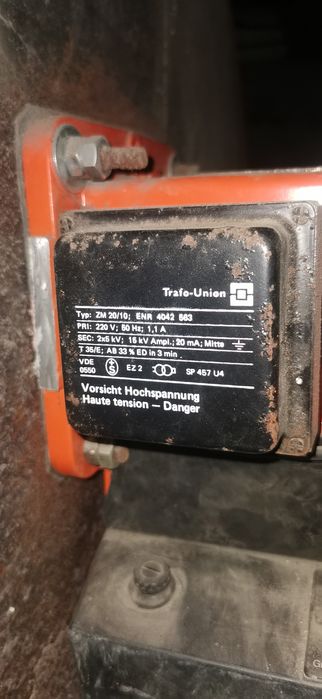 Trafo-Union
Typ: ZM 20/10; ENR 4042 563
PRI: 220 V; 50 Hz; 1,1 A
SEC: 2x5 kV; 15 kV Ampl.; 20 mA; Mitte
T 35/E; AB 33 % ED in 3 min
VDE
0550
EZ 2
SP 457 U4
Vorsicht Hochspannung
Haute tension – Danger